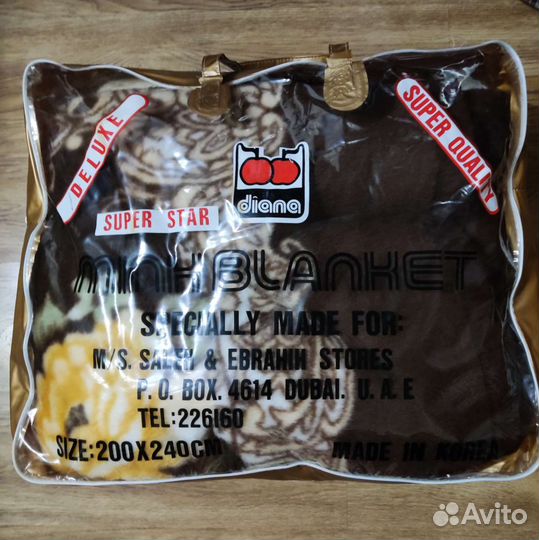 DELUXE
SUPER QUALITY
SUPER STAR
diana
MINK BLANKET
SPECIALLY MADE FOR:
M/S. SALEH & EBRAHIN STORES
P. O. BOX. 4614 DUBAI. U. A. E
TEL:226160
SIZE:200X240CM
MADE IN KOREA
Avito